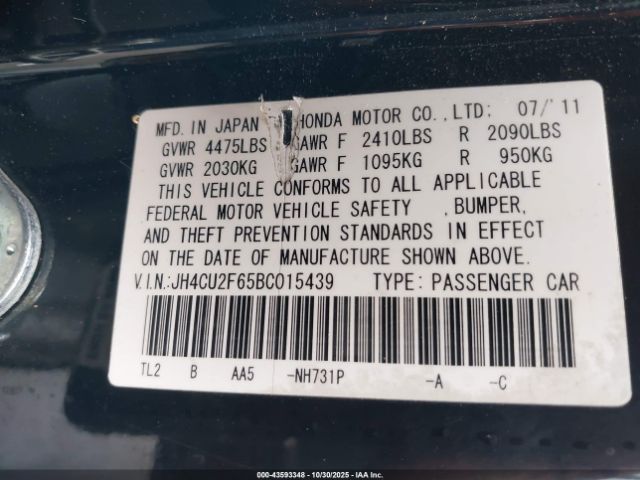 MFD. IN JAPAN HONDA MOTOR CO.,LTD: 07/11
GVWR 4475LBS GAWR F 2410LBS R 2090LBS
GVWR 2030KG GAWR F 1095KG R 950KG
THIS VEHICLE CONFORMS TO ALL APPLICABLE
FEDERAL MOTOR VEHICLE SAFETY ,BUMPER,
AND THEFT PREVENTION STANDARDS IN EFFECT
ON THE DATE OF MANUFACTURE SHOWN ABOVE.
V.I.N.:JH4CU2F65BC015439 TYPE: PASSENGER CAR
TL2 B AA5 -NH731P -A -C
000-43593348 - 10/30/2025 - IAAI.COM